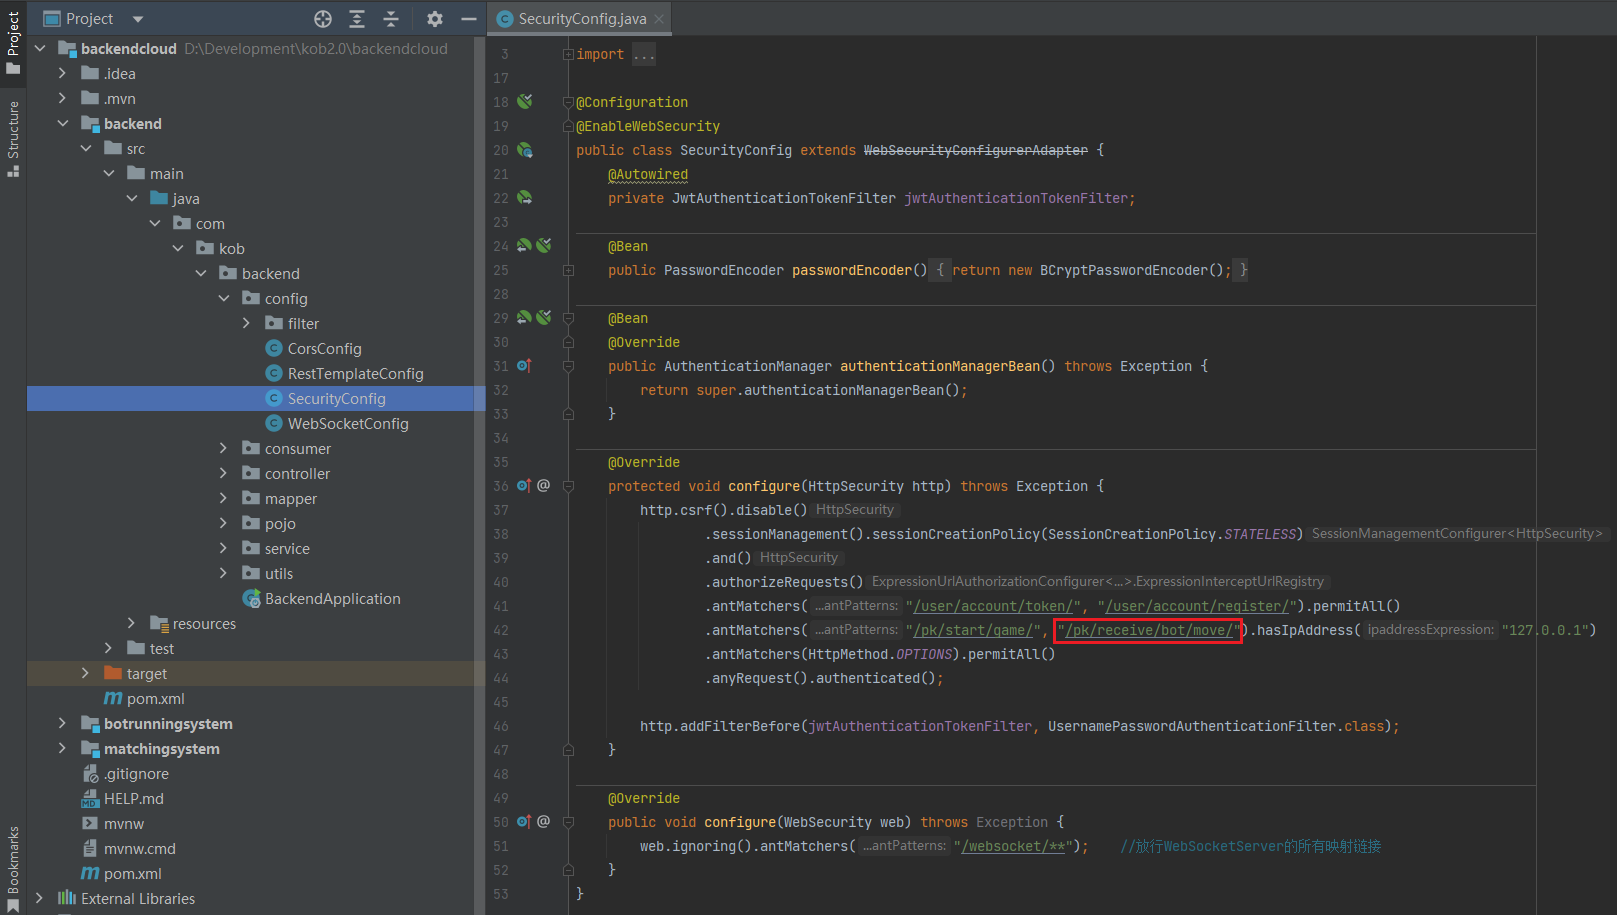 Project
Structure
Bookmarks
Project
backendcloud D:\Development\kob2.0\backendcloud
.idea
.mvn
backend
src
main
java
com
kob
backend
config
filter
CorsConfig
RestTemplateConfig
SecurityConfig
WebSocketConfig
consumer
controller
mapper
pojo
service
utils
BackendApplication
resources
test
target
pom.xml
botrunningsystem
matchingsystem
.gitignore
HELP.md
mvnw
mvnw.cmd
pom.xml
External Libraries
SecurityConfig.java
3 import ...
17
18 @Configuration
19 @EnableWebSecurity
20 public class SecurityConfig extends WebSecurityConfigurerAdapter {
21 @Autowired
22 private JwtAuthenticationTokenFilter jwtAuthenticationTokenFilter;
23
24 @Bean
25 public PasswordEncoder passwordEncoder() { return new BCryptPasswordEncoder(); }
28
29 @Bean
30 @Override
31 public AuthenticationManager authenticationManagerBean() throws Exception {
32 return super.authenticationManagerBean();
33 }
34
35 @Override
36 protected void configure(HttpSecurity http) throws Exception {
37 http.csrf().disable() HttpSecurity
38 .sessionManagement().sessionCreationPolicy(SessionCreationPolicy.STATELESS) SessionManagementConfigurer<HttpSecurity>
39 .and() HttpSecurity
40 .authorizeRequests() ExpressionUrlAuthorizationConfigurer<...>.ExpressionInterceptUrlRegistry
41 .antMatchers( ...antPatterns: "/user/account/token/", "/user/account/register/").permitAll()
42 .antMatchers( ...antPatterns: "/pk/start/game/", "/pk/receive/bot/move/").hasIpAddress( ipaddressExpression: "127.0.0.1")
43 .antMatchers(HttpMethod.OPTIONS).permitAll()
44 .anyRequest().authenticated();
45
46 http.addFilterBefore(jwtAuthenticationTokenFilter, UsernamePasswordAuthenticationFilter.class);
47 }
48
49 @Override
50 public void configure(WebSecurity web) throws Exception {
51 web.ignoring().antMatchers( ...antPatterns: "/websocket/**"); //放行WebSocketServer的所有映射链接
52 }
53 }